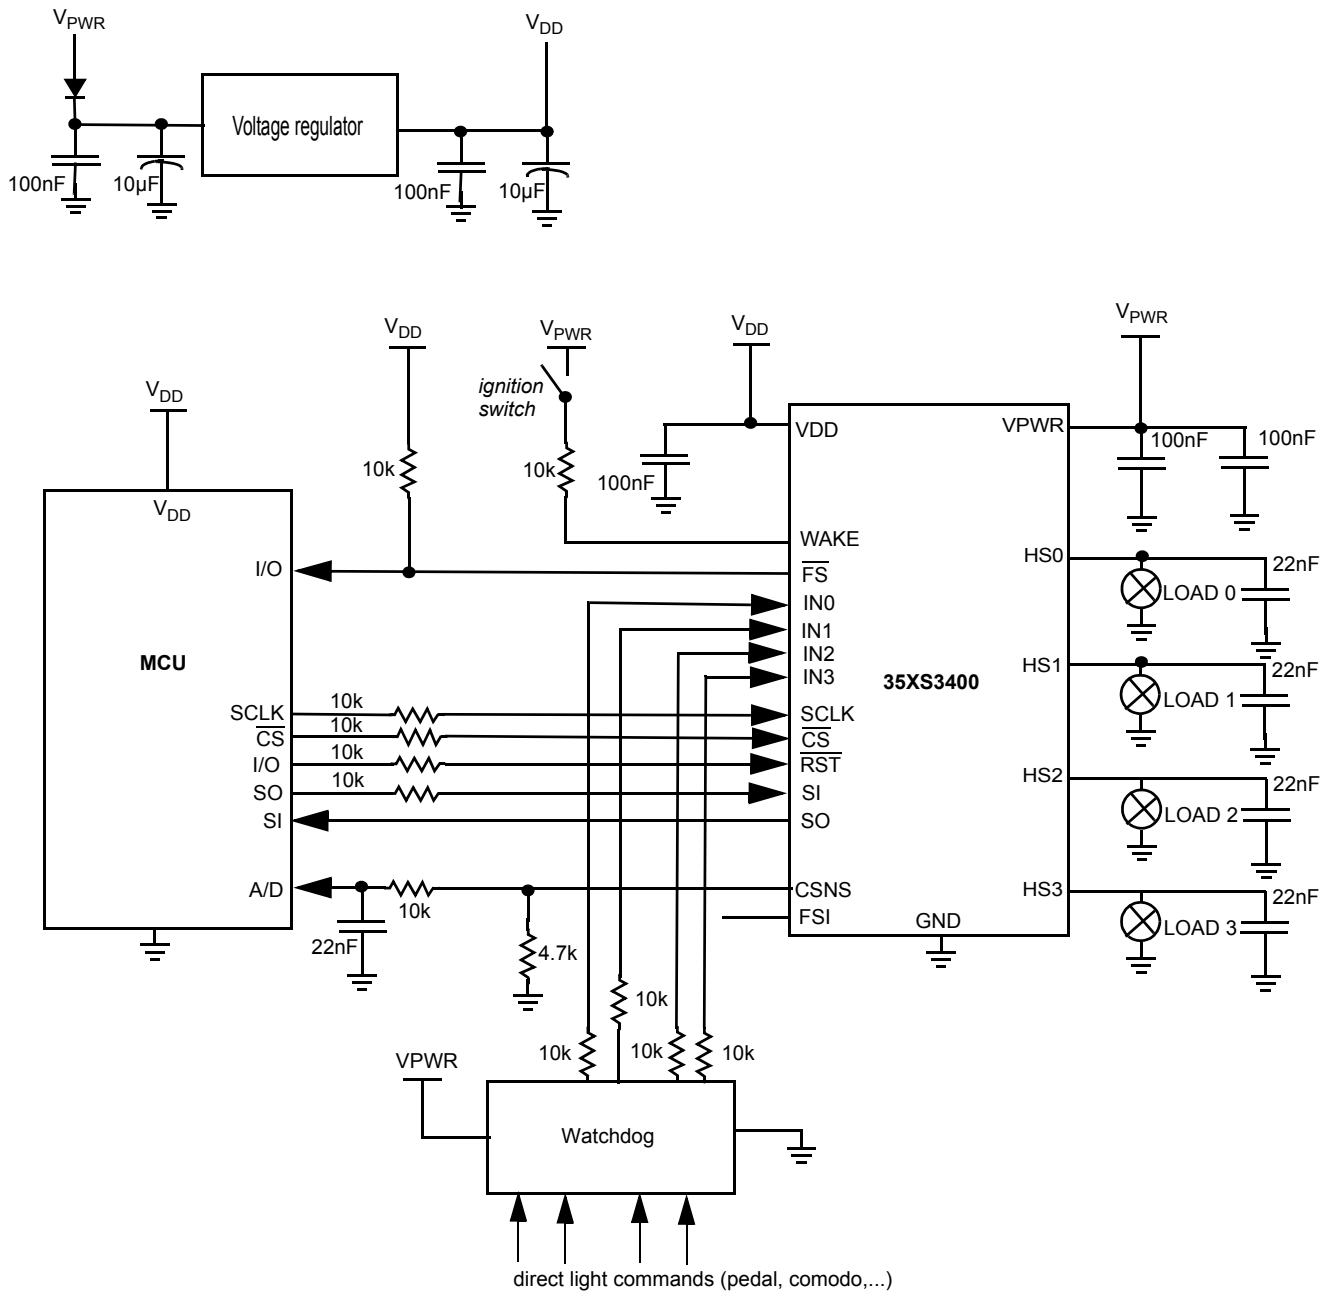 VPWR
VDD
Voltage regulator
100nF
10µF
100nF
10µF
VPWR
VDD
VPWR
VDD
VDD
ignition
switch
10k
10k
100nF
VDD
VPWR
100nF
100nF
VDD
WAKE
HS0
22nF
I/O
FS
LOAD 0
IN0
IN1
IN2
IN3
MCU
35XS3400
HS1
22nF
LOAD 1
10k
SCLK
SCLK
10k
CS
CS
I/O
10k
RST
SO
10k
SI
SI
SO
HS2
22nF
LOAD 2
A/D
10k
CSNS
HS3
22nF
FSI
GND
LOAD 3
22nF
4.7k
10k
10k
10k
10k
VPWR
Watchdog
direct light commands (pedal, comodo,...)